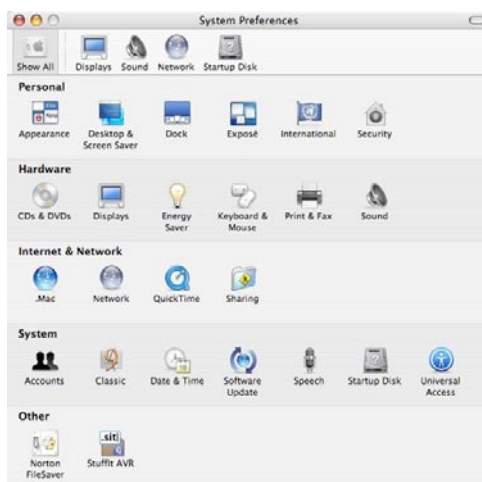 System Preferences
Show All Displays Sound Network Startup Disk
Personal
Appearance Desktop & Screen Saver Dock Exposé International Security
Hardware
CDs & DVDs Displays Energy Saver Keyboard & Mouse Print & Fax Sound
Internet & Network
.Mac Network QuickTime Sharing
System
Accounts Classic Date & Time Software Update Speech Startup Disk Universal Access
Other
.sit
Norton FileSaver Stuffit AVR